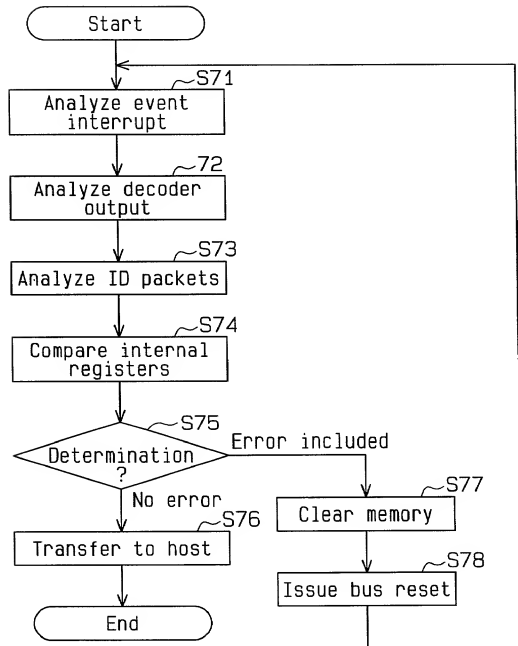 Start
S71
Analyze event
interrupt
72
Analyze decoder
output
S73
Analyze ID packets
S74
Compare internal
registers
S75
Determination
?
Error included
No error
S76
Transfer to host
End
S77
Clear memory
S78
Issue bus reset